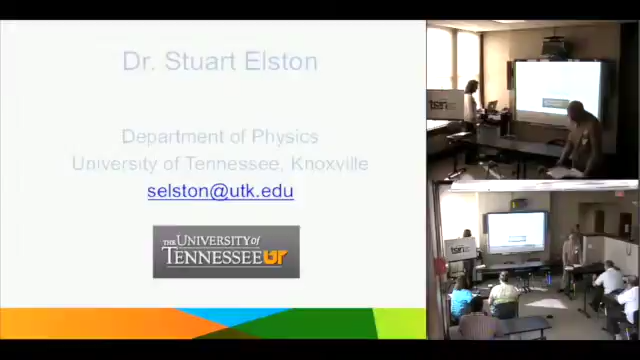 Dr. Stuart Elston
Department of Physics
University of Tennessee, Knoxville
selston@utk.edu
THE UNIVERSITY of
TENNESSEE UT